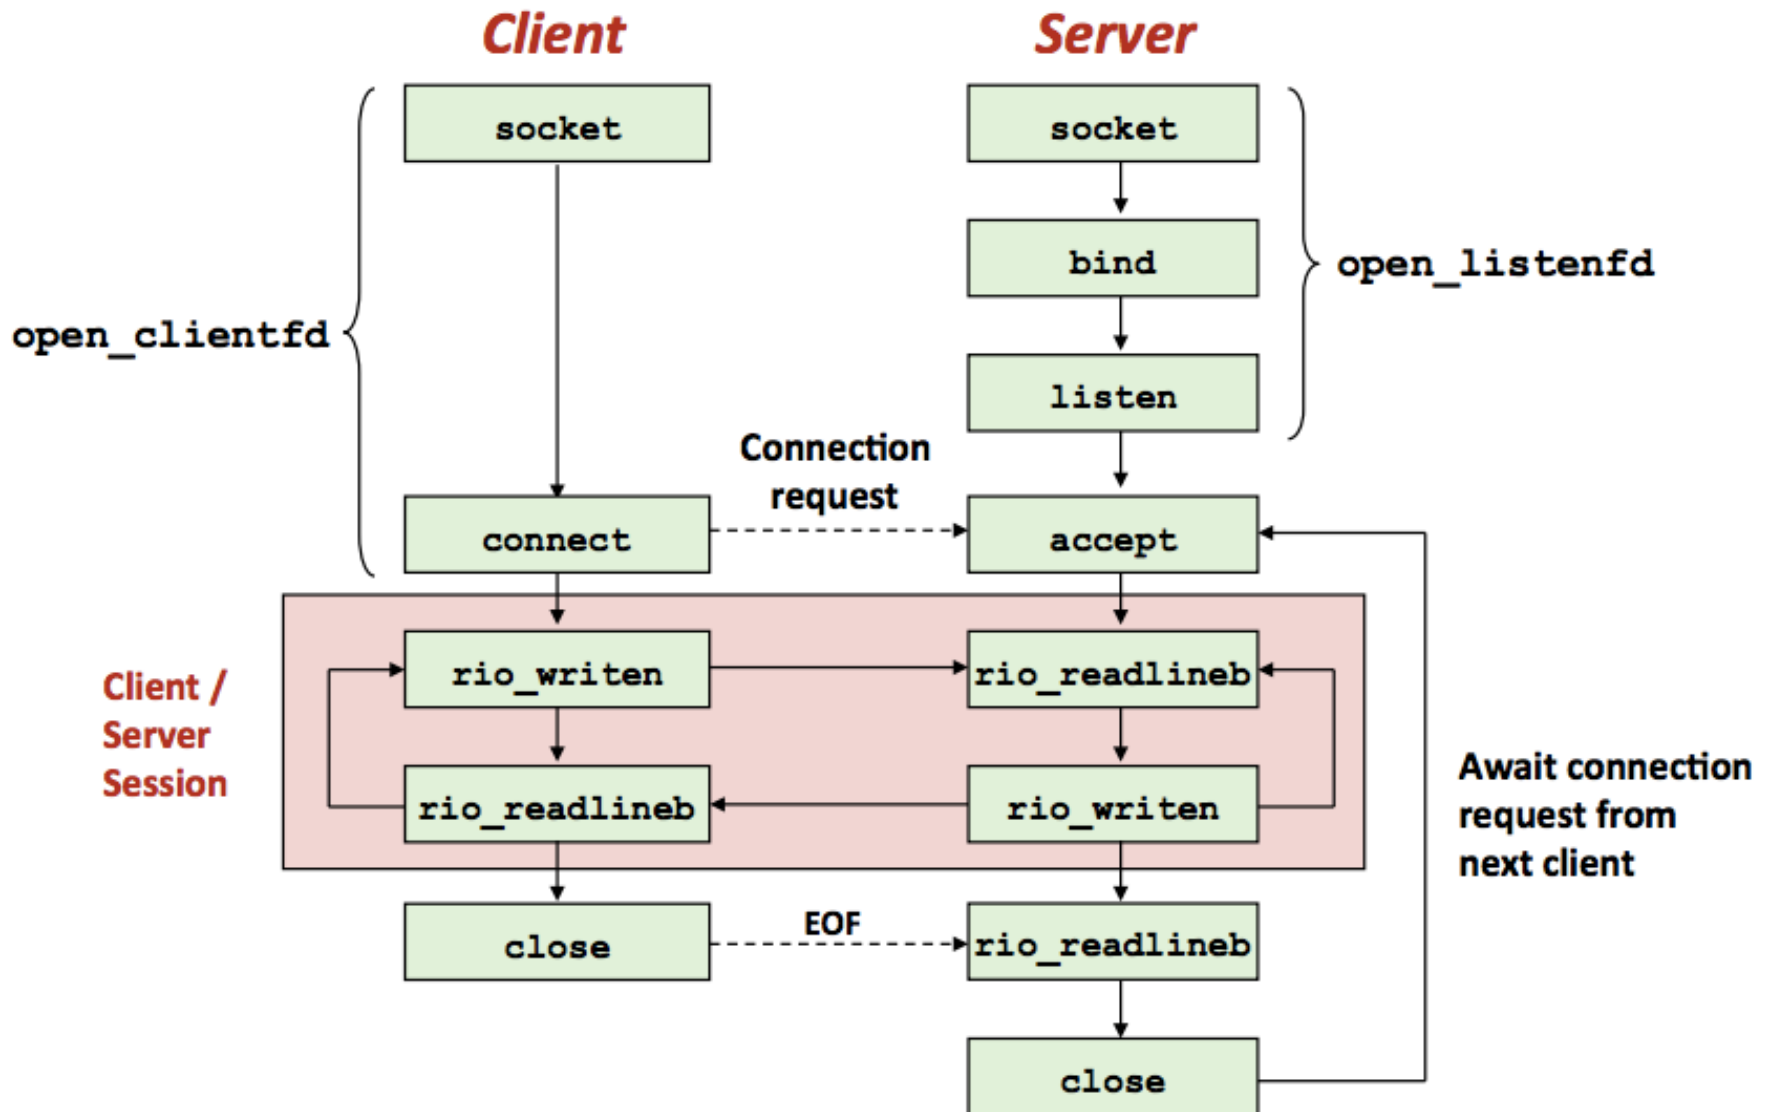 Client
Server
socket
socket
bind
open_listenfd
open_clientfd
listen
Connection
request
connect
accept
Client /
Server
Session
rio_writen
rio_readlineb
rio_readlineb
rio_writen
Await connection
request from
next client
close
EOF
rio_readlineb
close